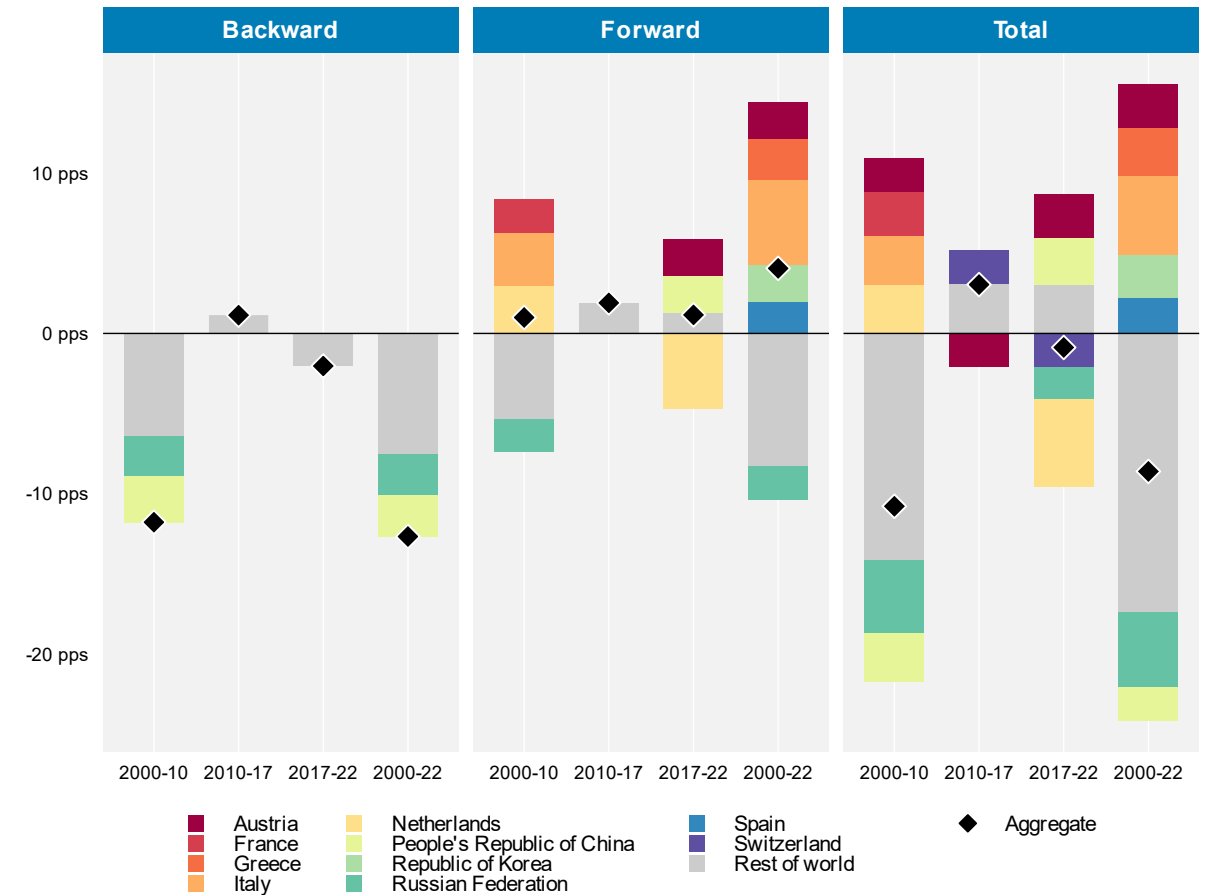 Backward
Forward
Total
10 pps
0 pps
-10 pps
-20 pps
2000-10 2010-17 2017-22 2000-22
2000-10 2010-17 2017-22 2000-22
2000-10 2010-17 2017-22 2000-22
Austria
France
Greece
Italy
Netherlands
People's Republic of China
Republic of Korea
Russian Federation
Spain
Switzerland
Rest of world
Aggregate